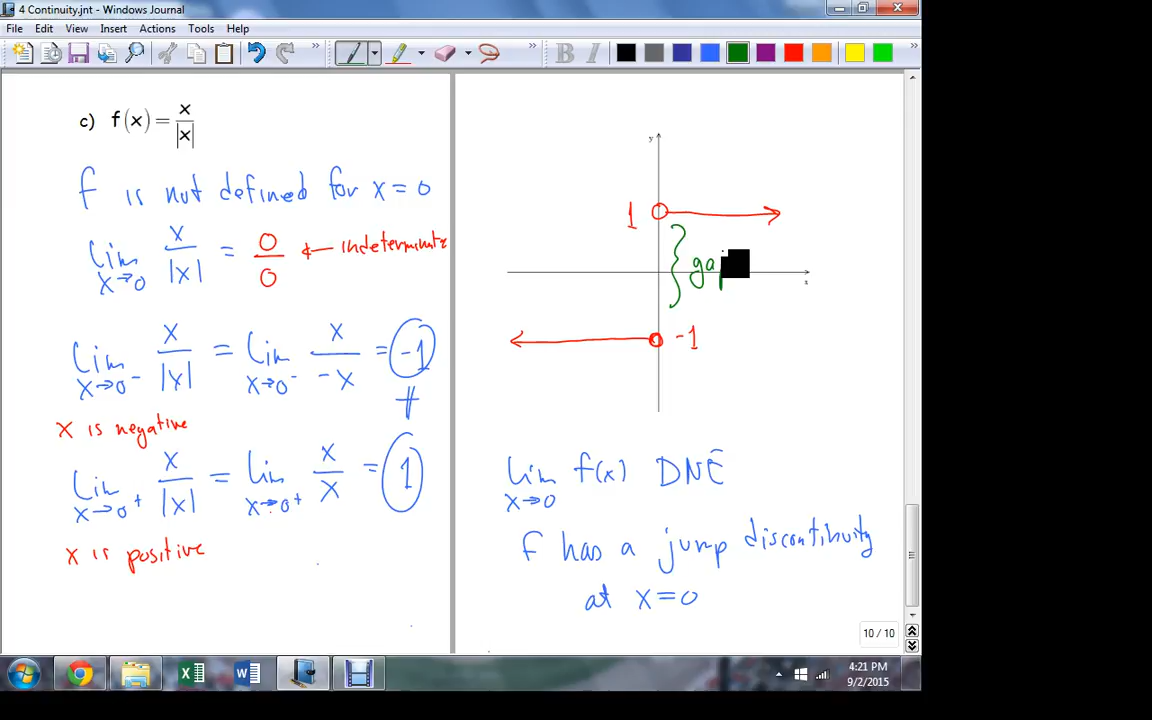 4 Continuity.jnt - Windows Journal
File Edit View Insert Actions Tools Help
c) f(x) = x/|x|
f is not defined for x = 0
lim x→0 x/|x| = 0/0 ← indeterminate
lim x→0⁻ x/|x| = lim x→0⁻ x/-x = -1
≠
x is negative
lim x→0⁺ x/|x| = lim x→0⁺ x/x = 1
x is positive
y
1
x
-1
lim x→0 f(x) DNE
f has a jump discontinuity
at x=0
10 / 10
4:21 PM
9/2/2015